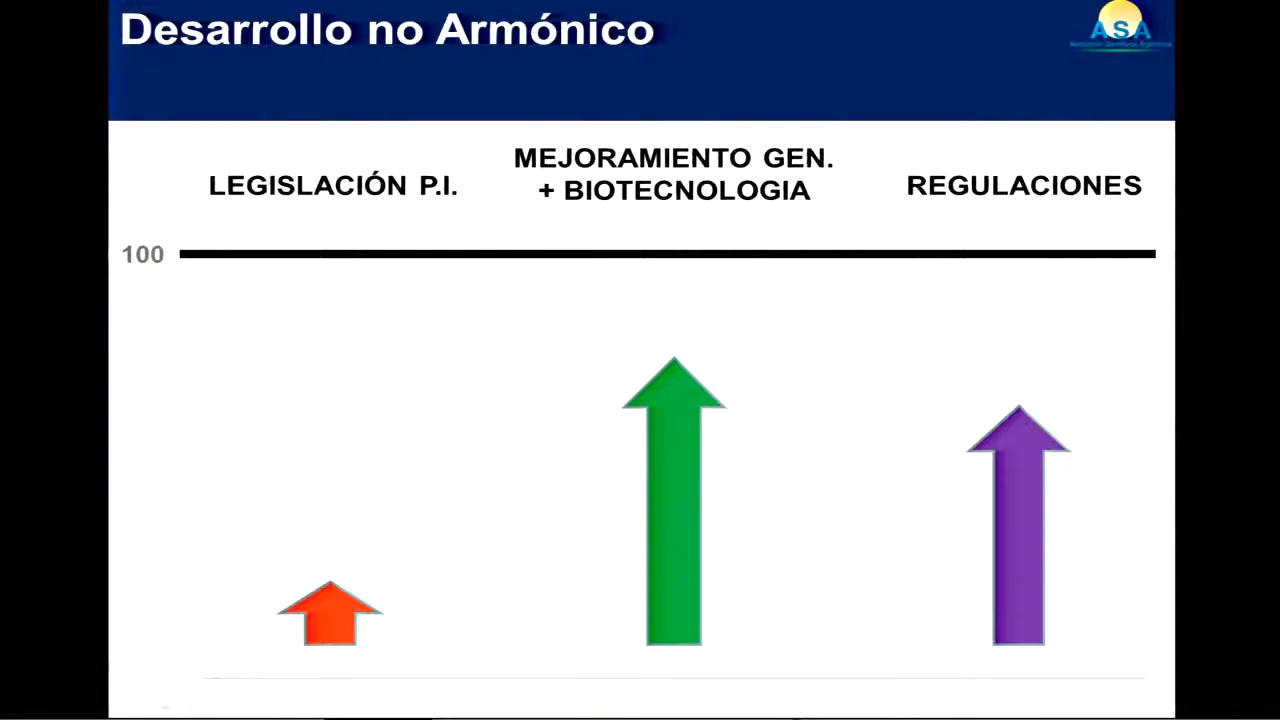 Desarrollo no Armónico
ASA
LEGISLACIÓN P.I.
MEJORAMIENTO GEN.
+ BIOTECNOLOGIA
REGULACIONES
100